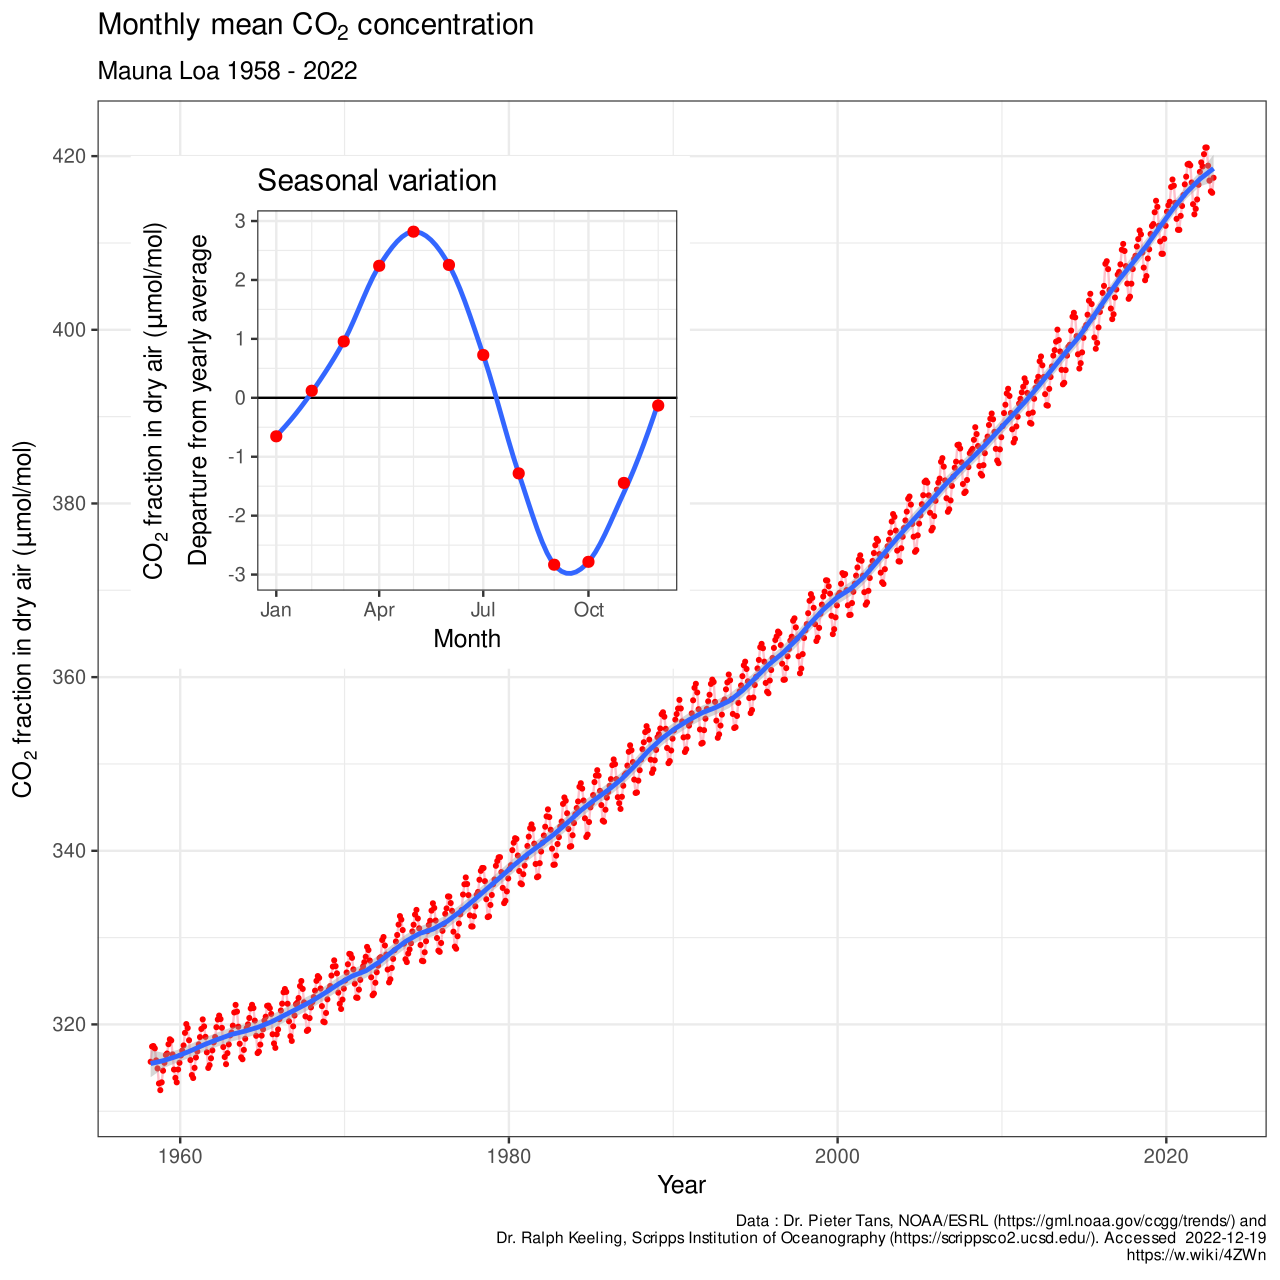 Monthly mean CO₂ concentration
Mauna Loa 1958 - 2022
CO₂ fraction in dry air (µmol/mol)
420
400
380
360
340
320
Seasonal variation
CO₂ fraction in dry air (µmol/mol)
Departure from yearly average
3
2
1
0
-1
-2
-3
Jan Apr Jul Oct
Month
1960 1980 2000 2020
Year
Data : Dr. Pieter Tans, NOAA/ESRL (https://gml.noaa.gov/ccgg/trends/) and
Dr. Ralph Keeling, Scripps Institution of Oceanography (https://scrippsco2.ucsd.edu/). Accessed 2022-12-19
https://w.wiki/4ZWn